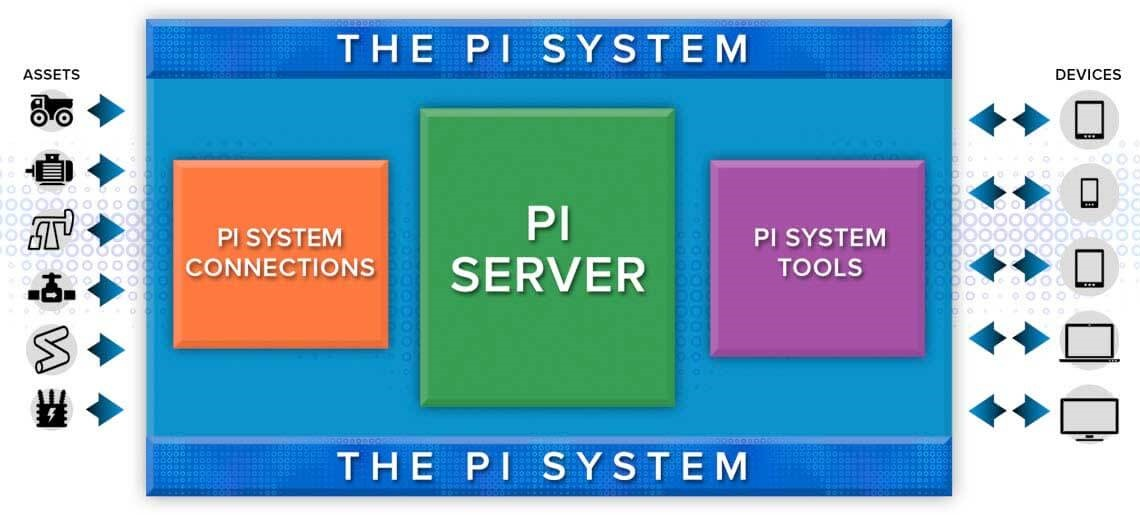 THE PI SYSTEM
ASSETS
DEVICES
PI SYSTEM
CONNECTIONS
PI
SERVER
PI SYSTEM
TOOLS
THE PI SYSTEM